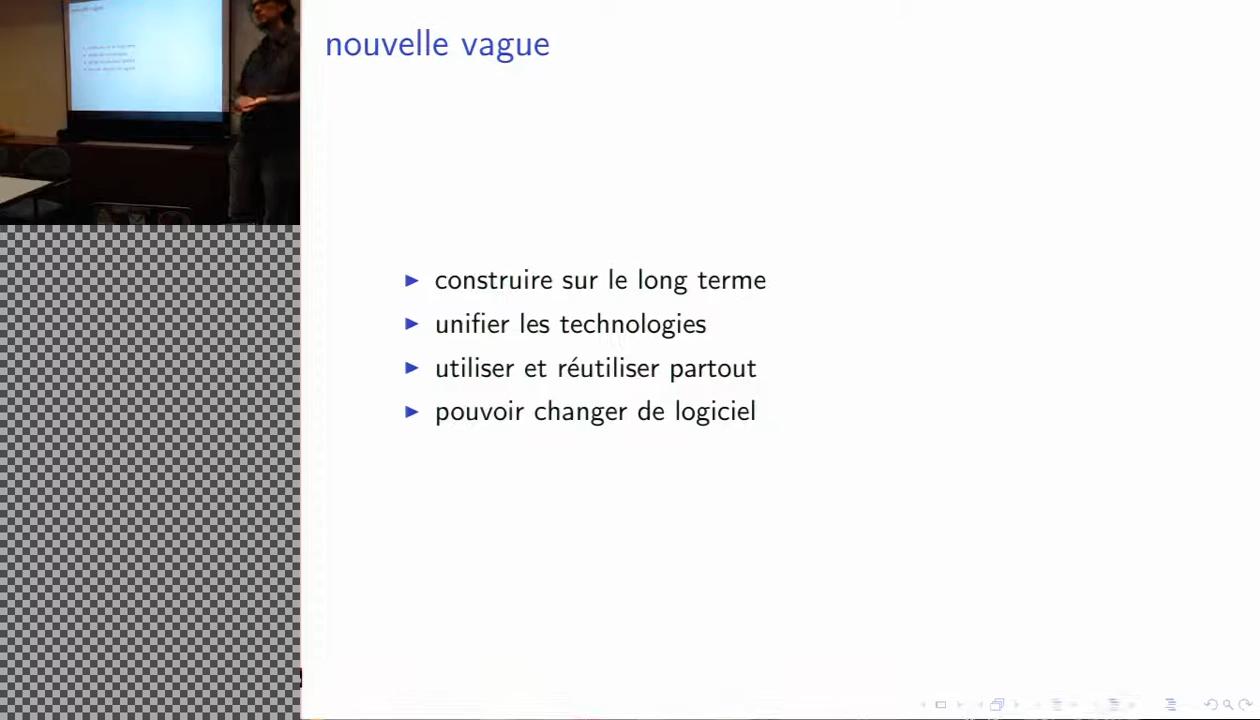 nouvelle vague
construire sur le long terme
unifier les technologies
utiliser et réutiliser partout
pouvoir changer de logiciel